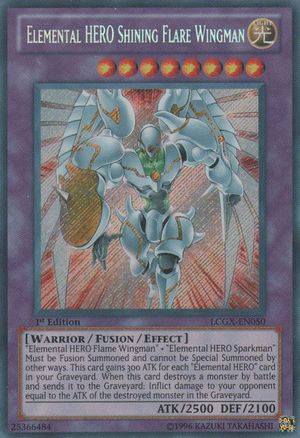 Elemental HERO Shining Flare Wingman
LIGHT
光
1st Edition
LCGX-EN050
[WARRIOR / FUSION / EFFECT]
"Elemental HERO Flame Wingman" + "Elemental HERO Sparkman"
Must be Fusion Summoned and cannot be Special Summoned by
other ways. This card gains 300 ATK for each "Elemental HERO" card
in your Graveyard. When this card destroys a monster by
battle and sends it to the Graveyard: Inflict damage to your opponent
equal to the ATK of the destroyed monster in the Graveyard.
ATK/2500 DEF/2100
25366484
©1996 KAZUKI TAKAHASHI